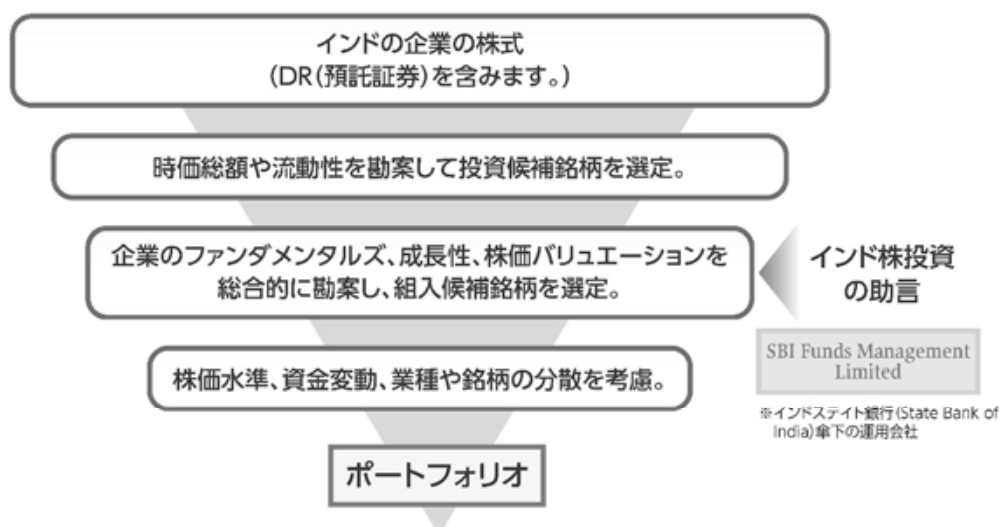 インドの企業の株式
(DR(預託証券)を含みます。)
時価総額や流動性を勘案して投資候補銘柄を選定。
企業のファンダメンタルズ、成長性、株価バリュエーションを
総合的に勘案し、組入候補銘柄を選定。
インド株投資
の助言
SBI Funds Management
Limited
※インドステイト銀行(State Bank of
India)傘下の運用会社
株価水準、資金変動、業種や銘柄の分散を考慮。
ポートフォリオ